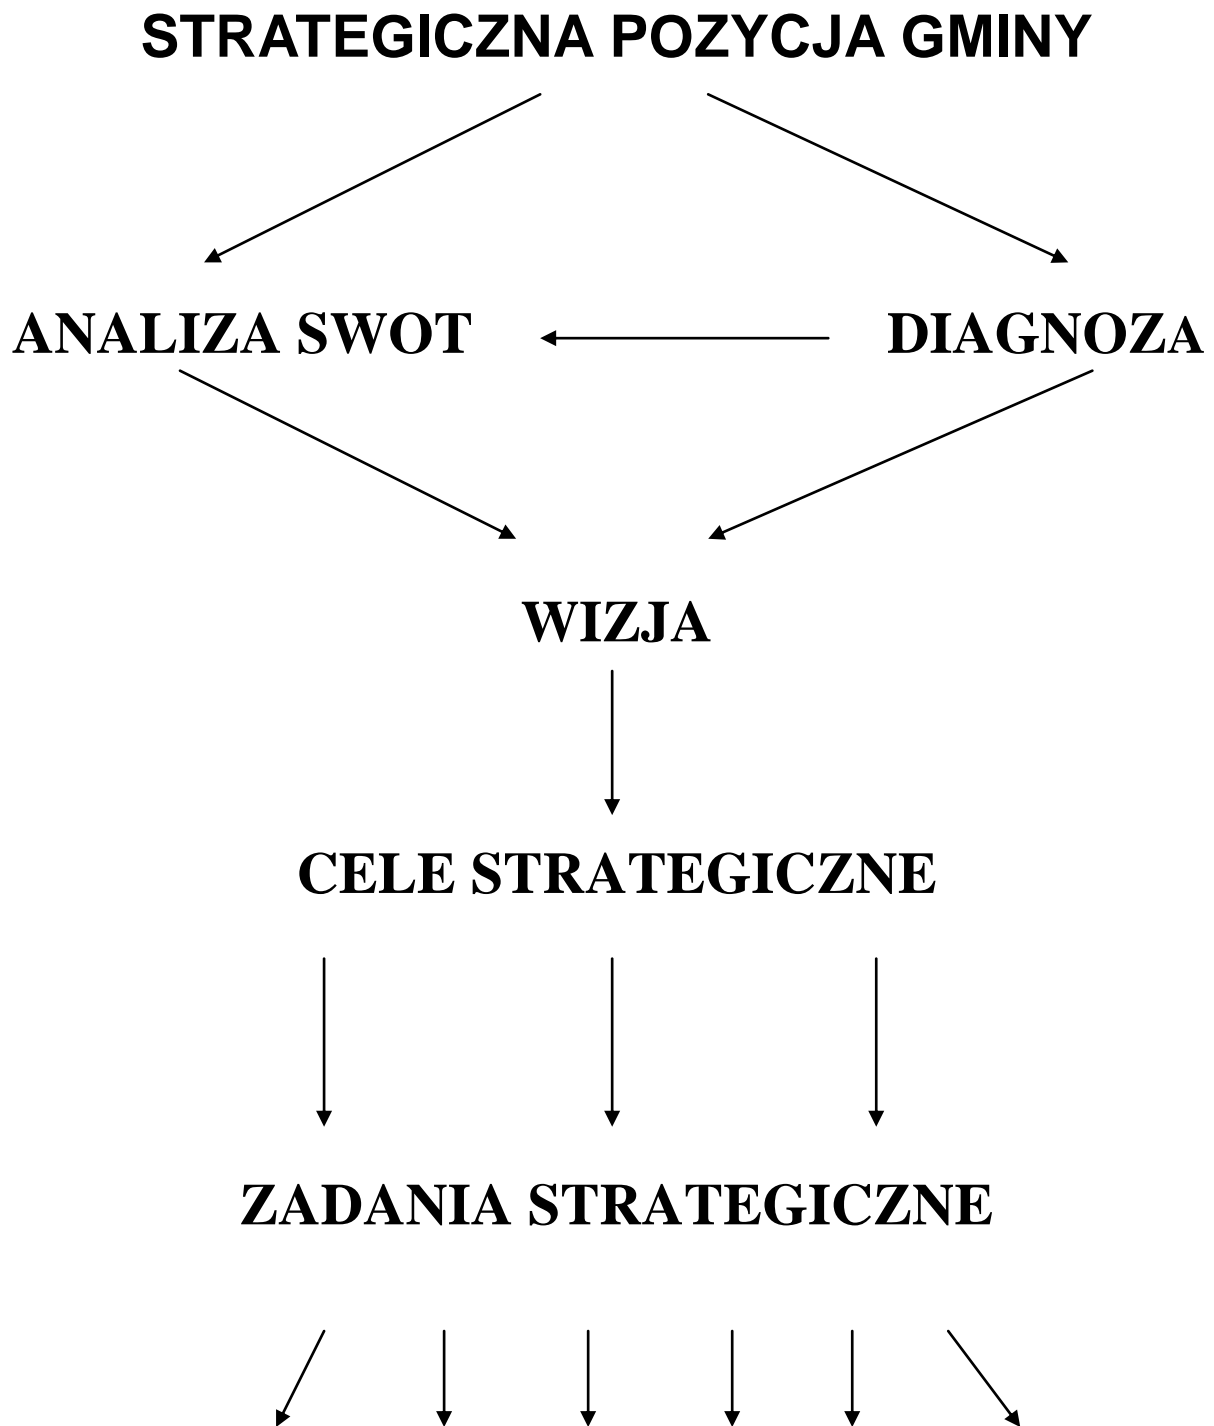 STRATEGICZNA POZYCJA GMINY
ANALIZA SWOT
DIAGNOZA
WIZJA
CELE STRATEGICZNE
ZADANIA STRATEGICZNE